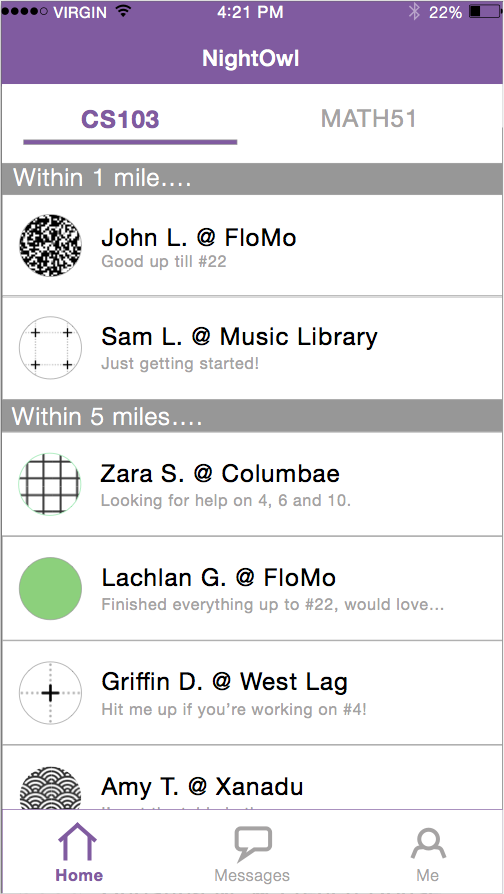 VIRGIN 4:21 PM 22%
NightOwl
CS103 MATH51
Within 1 mile....
John L. @ FloMo
Good up till #22
Sam L. @ Music Library
Just getting started!
Within 5 miles....
Zara S. @ Columbae
Looking for help on 4, 6 and 10.
Lachlan G. @ FloMo
Finished everything up to #22, would love...
Griffin D. @ West Lag
Hit me up if you’re working on #4!
Amy T. @ Xanadu
Home Messages Me